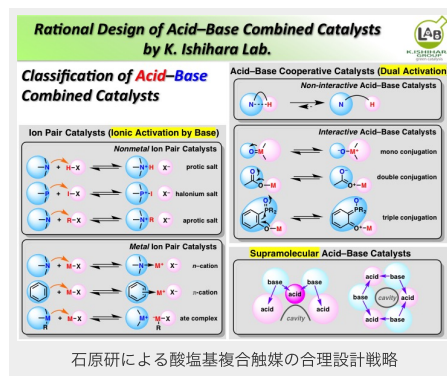 Rational Design of Acid–Base Combined Catalysts
by K. Ishihara Lab.
LAB
K.ISHIHARA
GROUP
Classification of Acid–Base
Combined Catalysts
Ion Pair Catalysts (Ionic Activation by Base)
Nonmetal Ion Pair Catalysts
N + H–X N⁺H X⁻
protic salt
P + I–X P⁺I X⁻
halonium salt
N + R–X N⁺R X⁻
aprotic salt
Metal Ion Pair Catalysts
N + M–X N M⁺ X⁻
n–cation
M–X M⁺ X⁻
M + M–X M⁺ M–X
R R
ate complex
Acid–Base Cooperative Catalysts (Dual Activation)
Non-interactive Acid–Base Catalysts
N H N H
Interactive Acid–Base Catalysts
O=M ⁻O–M⁺
mono conjugation
O O–M O O⁺–M
double conjugation
O PR₂ O–M O PR₂ O⁺–M
triple conjugation
Supramolecular Acid–Base Catalysts
base base
acid
acid acid
cavity
acid base
base cavity acid
acid base
石原研による酸塩基複合触媒の合理設計戦略